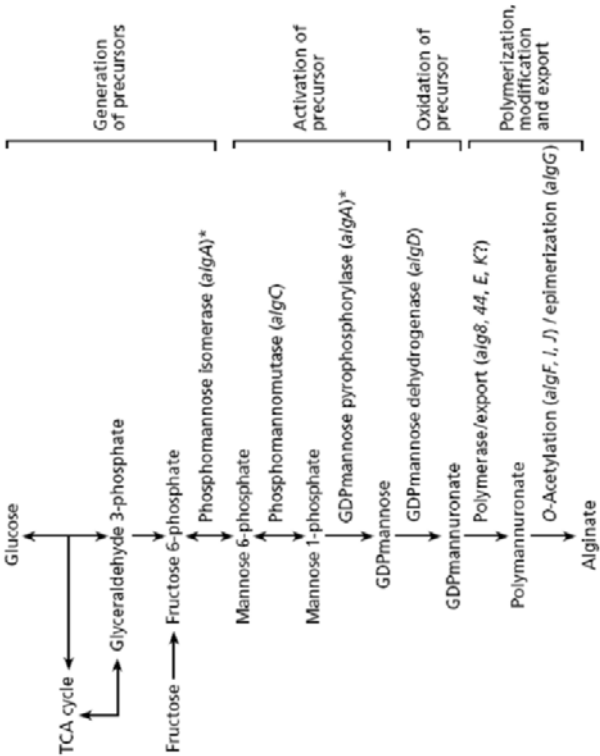 Glucose
TCA cycle
Glyceraldehyde 3-phosphate
Fructose
Fructose 6-phosphate
Phosphomannose isomerase (algA)*
Mannose 6-phosphate
Phosphomannomutase (algC)
Mannose 1-phosphate
GDPmannose pyrophosphorylase (algA)*
GDPmannose
GDPmannose dehydrogenase (algD)
GDPmannuronate
Polymerase/export (alg8, 44, E, K?)
Polymannuronate
O-Acetylation (algF, I, J) / epimerization (algG)
Alginate
Generation
of precursors
Activation of
precursor
Oxidation of
precursor
Polymerization,
modification
and export